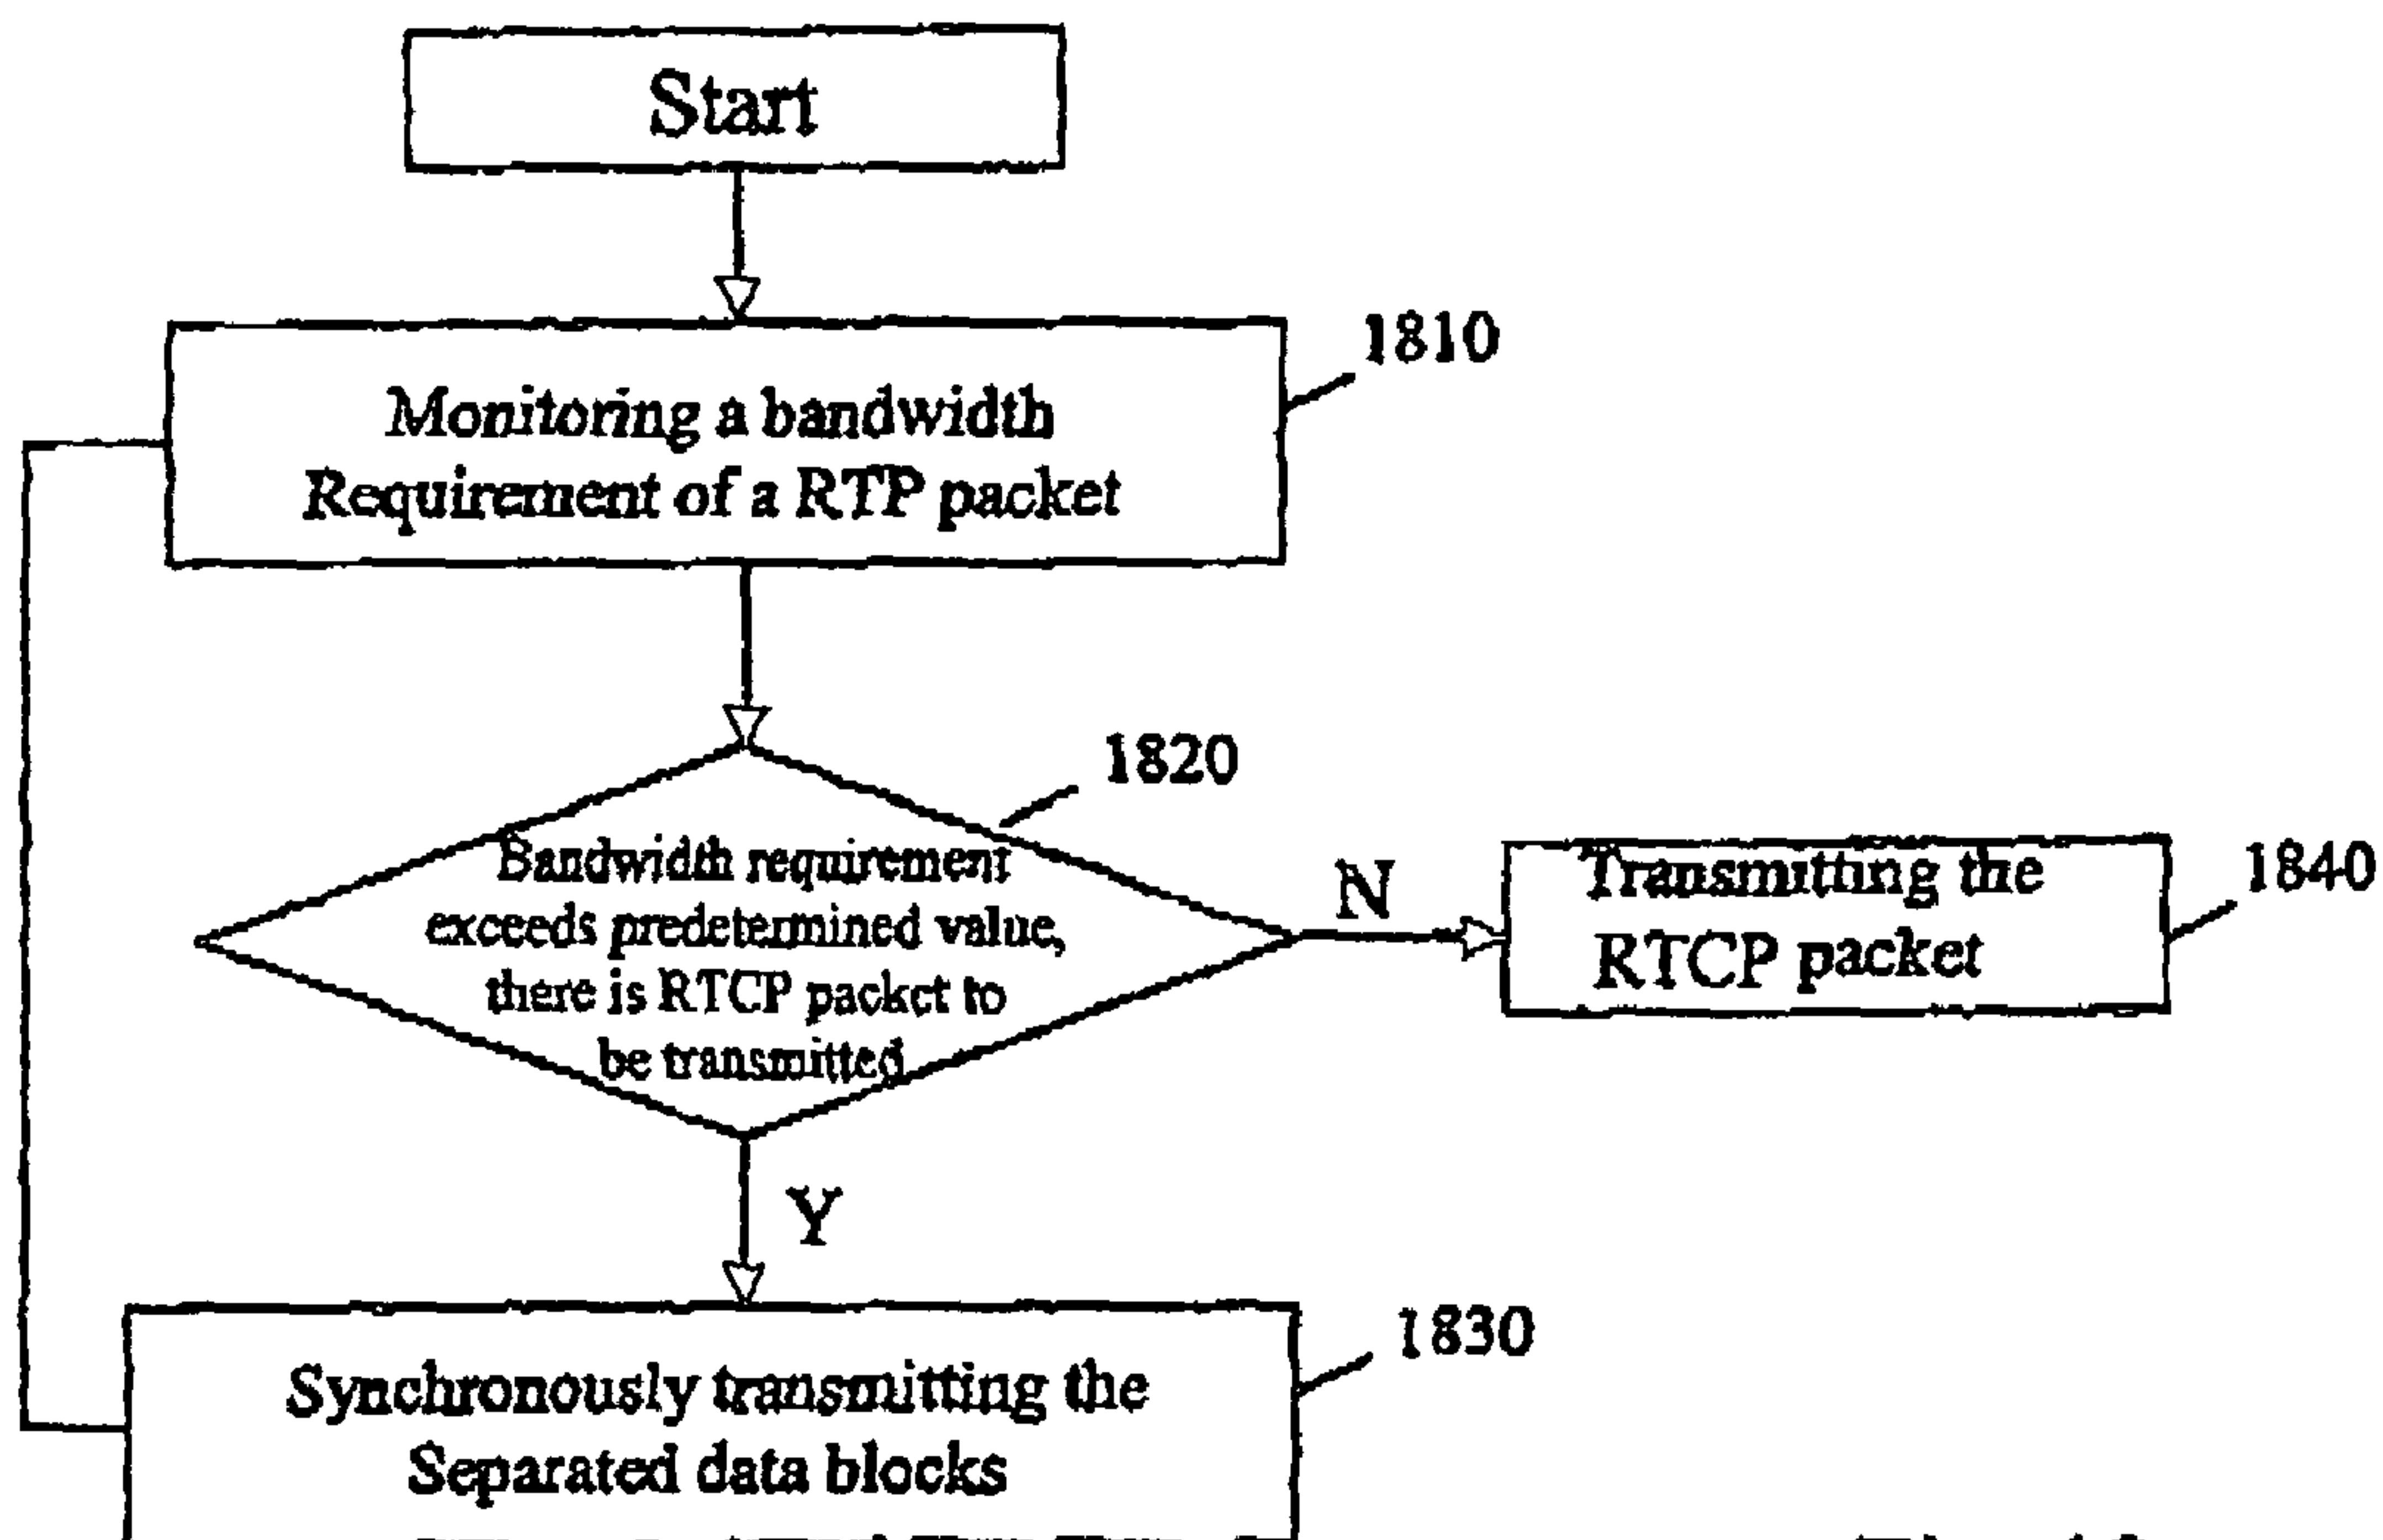 Start
1810
Monitoring a bandwidth
Requirement of a RTP packet
1820
Bandwidth requirement
exceeds predetermined value,
there is RTCP packet to
be transmitted
N
Transmitting the
RTCP packet
1840
Y
1830
Synchronously transmitting the
Separated data blocks